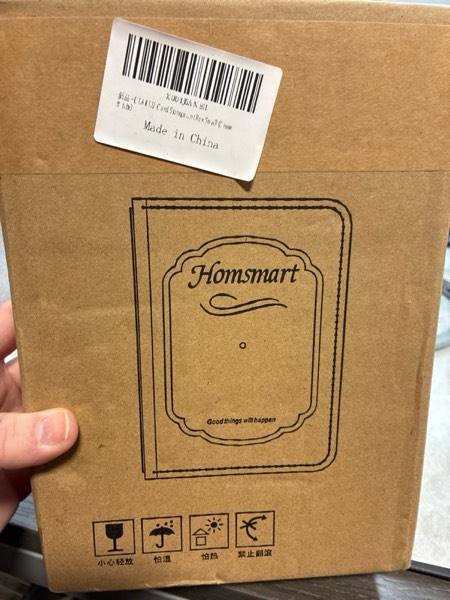 Made in China
Homsmart
Good things will happen
小心轻放
怕湿
怕热
禁止翻滚